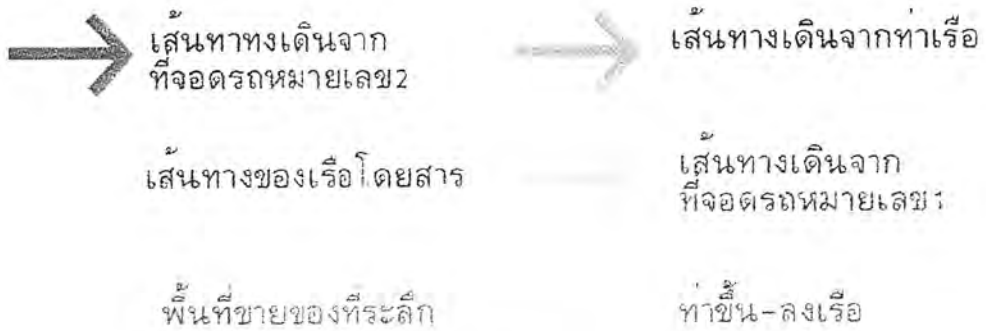 เส้นทาทงเดินจาก
ที่จอดรถหมายเลข2
เส้นทางเดินจากท่าเรือ
เส้นทางของเรือโดยสาร
เส้นทางเดินจาก
ที่จอดรถหมายเลข1
พื้นที่ขายของที่ระลึก
ท่าขึ้น-ลงเรือ